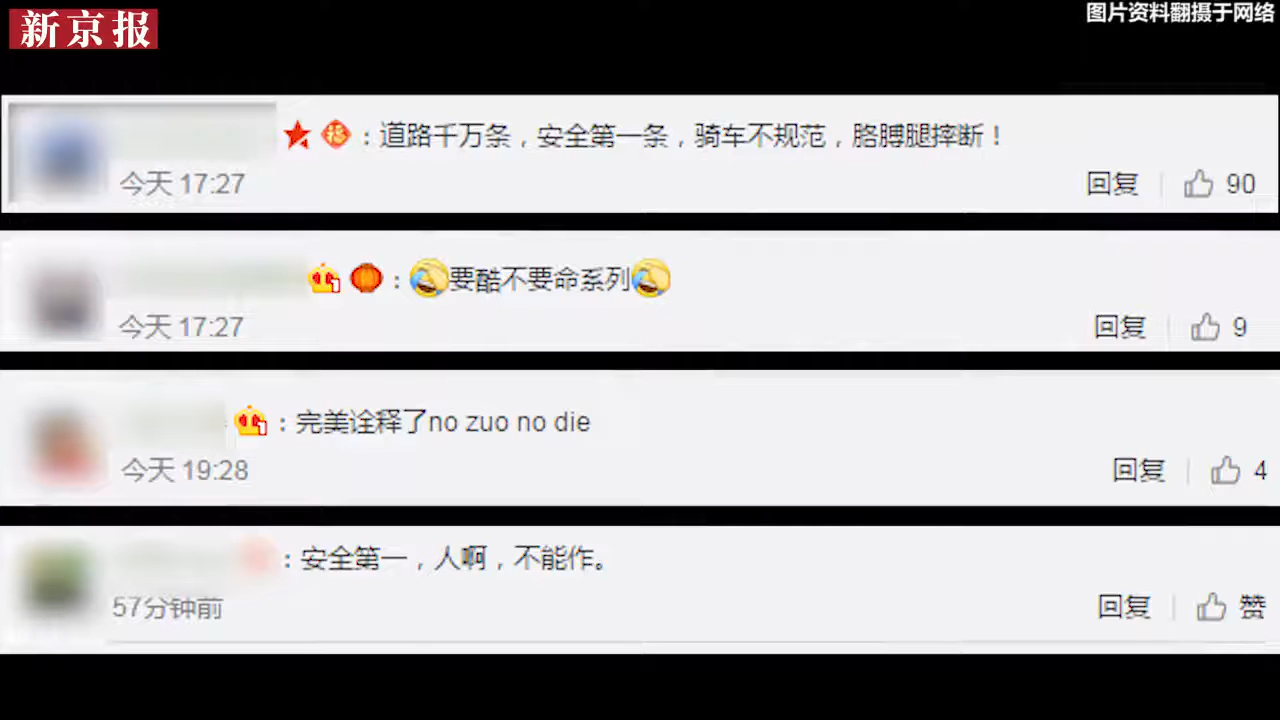 新京报
图片资料翻摄于网络
：道路千万条，安全第一条，骑车不规范，胳膊腿摔断！
今天 17:27
回复
90
：要酷不要命系列
今天 17:27
回复
9
：完美诠释了no zuo no die
今天 19:28
回复
4
：安全第一，人啊，不能作。
57分钟前
回复
赞